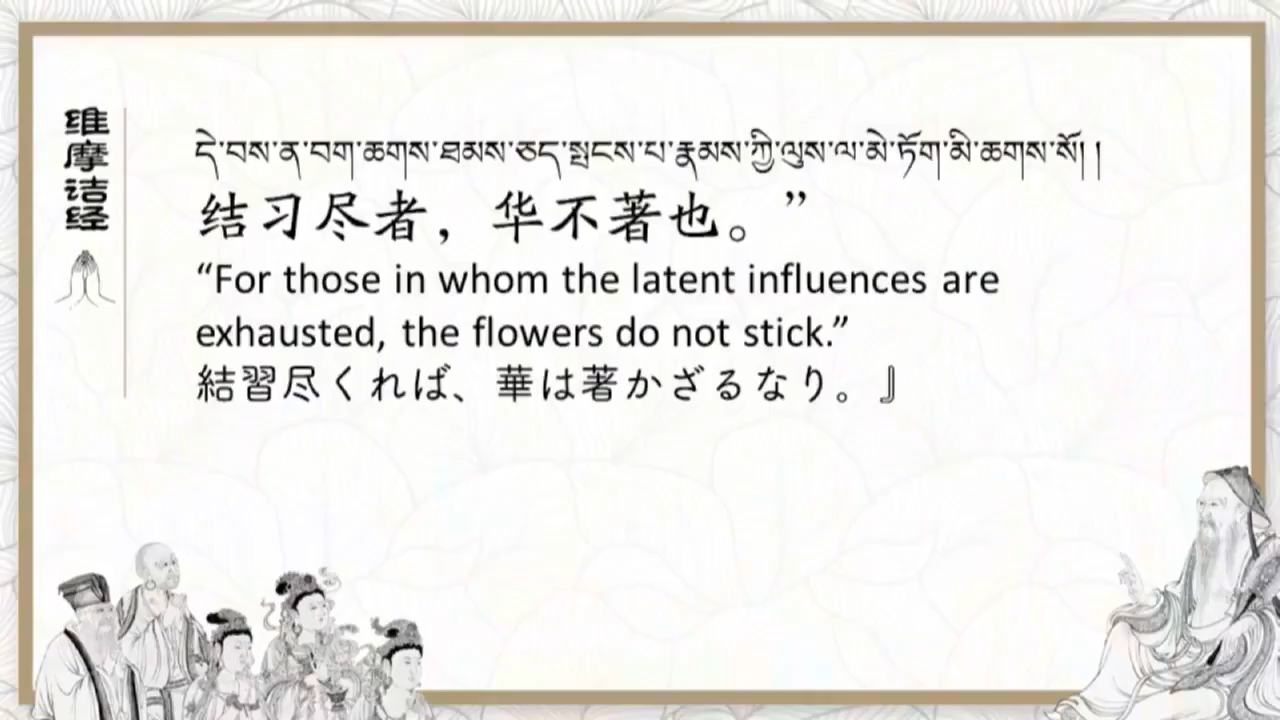 维摩诘经
དེ་བས་ན་བག་ཆགས་ཐམས་ཅད་སྤངས་པ་རྣམས་ཀྱི་ལུས་ལ་མེ་ཏོག་མི་ཆགས་སོ། །
结习尽者，华不著也。”
“For those in whom the latent influences are
exhausted, the flowers do not stick.”
結習尽くれば、華は著かざるなり。』